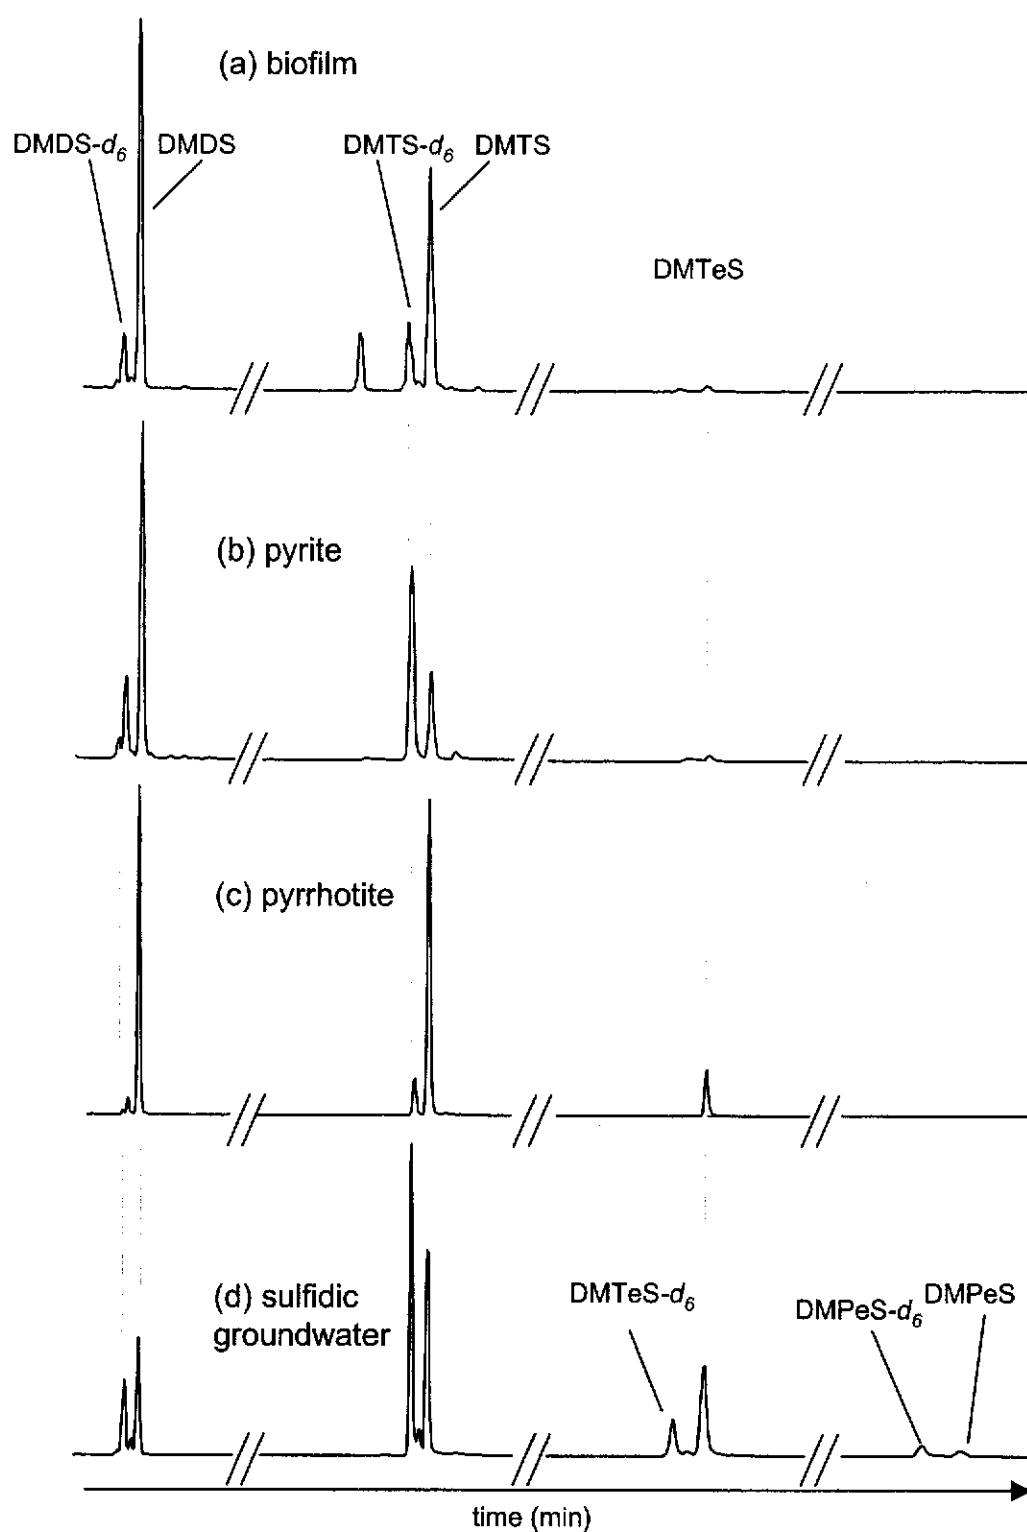 (a) biofilm
DMDS-d6 DMDS DMTS-d6 DMTS
DMTeS
(b) pyrite
(c) pyrrhotite
(d) sulfidic
groundwater
DMTeS-d6
DMPeS-d6 DMPeS
time (min)